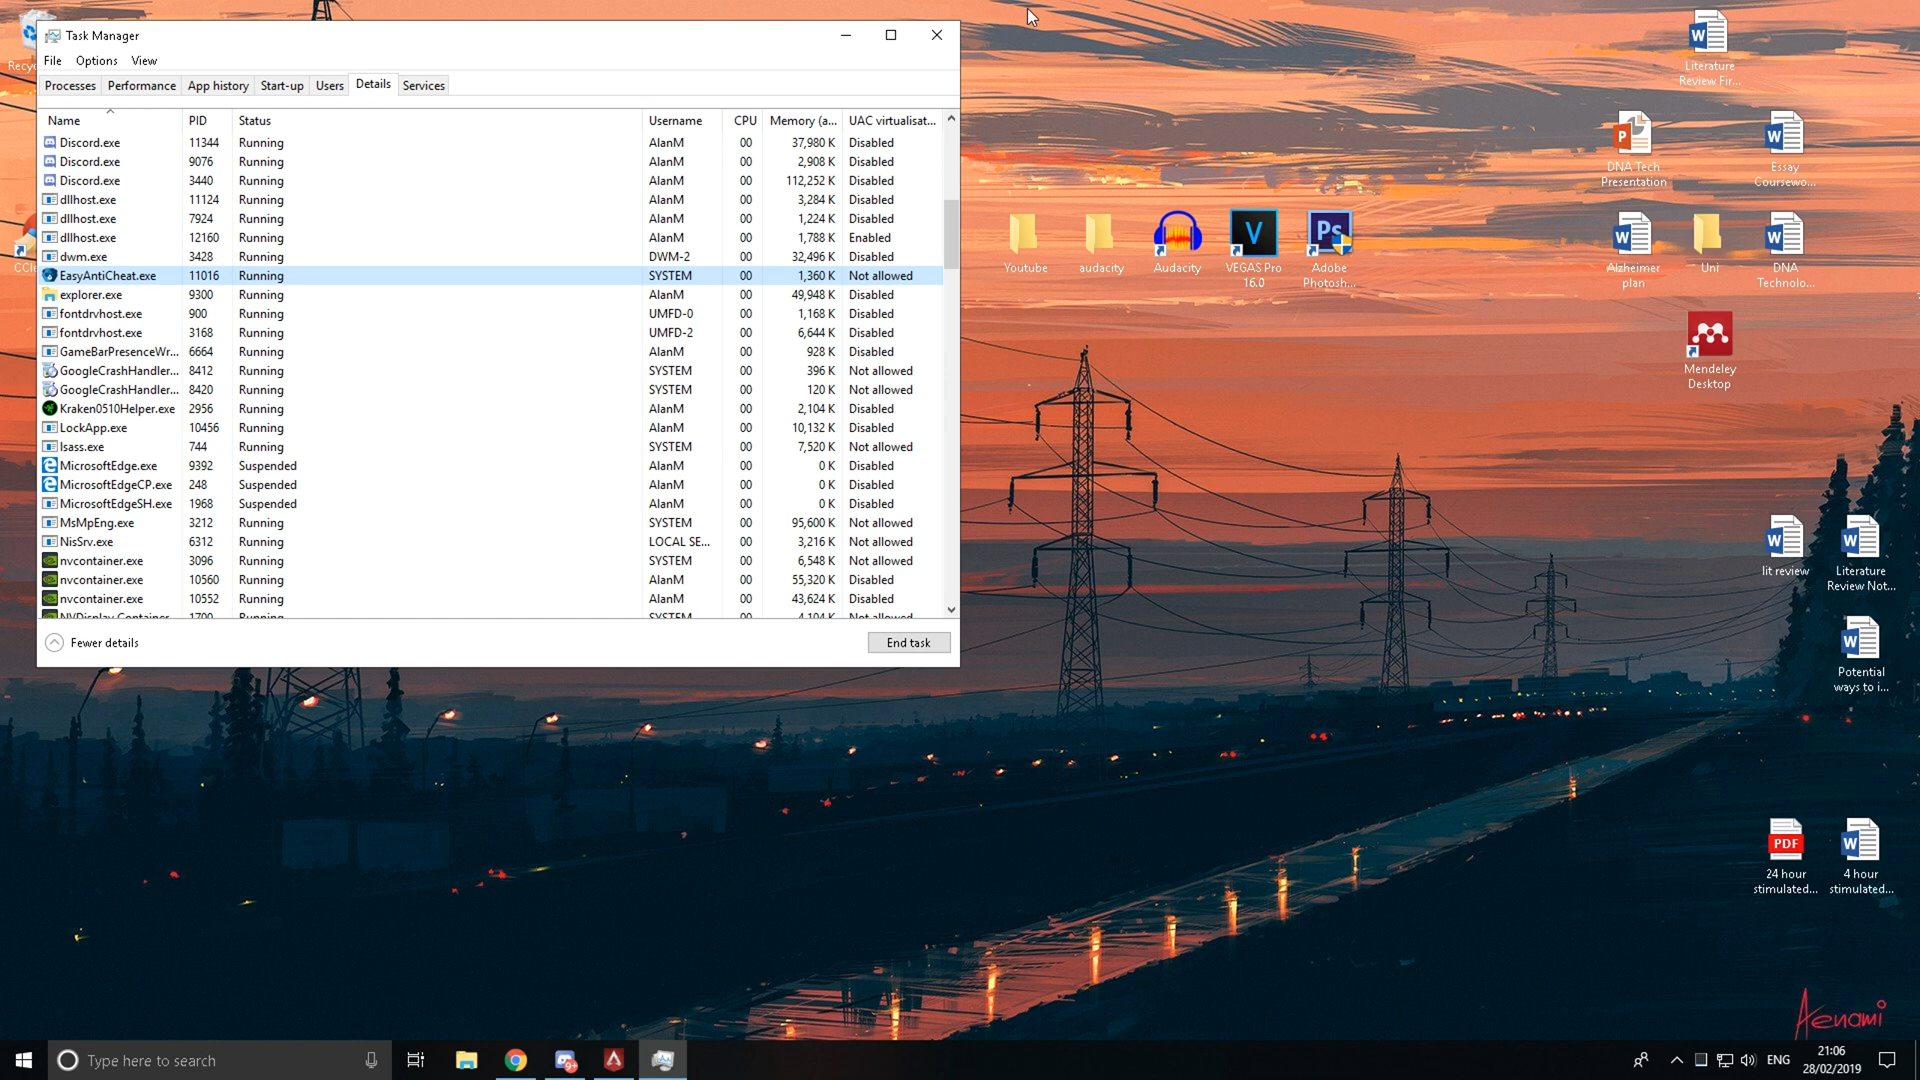 Task Manager
File Options View
Processes Performance App history Start-up Users Details Services
Name PID Status Username CPU Memory (a... UAC virtualisat...
Discord.exe 11344 Running AlanM 00 37,980 K Disabled
Discord.exe 9076 Running AlanM 00 2,908 K Disabled
Discord.exe 3440 Running AlanM 00 112,252 K Disabled
dllhost.exe 11124 Running AlanM 00 3,284 K Disabled
dllhost.exe 7924 Running AlanM 00 1,224 K Disabled
dllhost.exe 12160 Running AlanM 00 1,788 K Enabled
dwm.exe 3428 Running DWM-2 00 32,496 K Disabled
EasyAntiCheat.exe 11016 Running SYSTEM 00 1,360 K Not allowed
explorer.exe 9300 Running AlanM 00 49,948 K Disabled
fontdrvhost.exe 900 Running UMFD-0 00 1,168 K Disabled
fontdrvhost.exe 3168 Running UMFD-2 00 6,644 K Disabled
GameBarPresenceWr... 6664 Running AlanM 00 928 K Disabled
GoogleCrashHandler... 8412 Running SYSTEM 00 396 K Not allowed
GoogleCrashHandler... 8420 Running SYSTEM 00 120 K Not allowed
Kraken0510Helper.exe 2956 Running AlanM 00 2,104 K Disabled
LockApp.exe 10456 Running AlanM 00 10,132 K Disabled
lsass.exe 744 Running SYSTEM 00 7,520 K Not allowed
MicrosoftEdge.exe 9392 Suspended AlanM 00 0 K Disabled
MicrosoftEdgeCP.exe 248 Suspended AlanM 00 0 K Disabled
MicrosoftEdgeSH.exe 1968 Suspended AlanM 00 0 K Disabled
MsMpEng.exe 3212 Running SYSTEM 00 95,600 K Not allowed
NisSrv.exe 6312 Running LOCAL SE... 00 3,216 K Not allowed
nvcontainer.exe 3096 Running SYSTEM 00 6,548 K Not allowed
nvcontainer.exe 10560 Running AlanM 00 55,320 K Disabled
nvcontainer.exe 10552 Running AlanM 00 43,624 K Disabled
NVDisplay.Container 1700 Running SYSTEM 00 4,104 K Not allowed
Fewer details
End task
Literature
Review Fir...
P
DNA Tech
Presentation
W
Essay
Coursewo...
Youtube
audacity
Audacity
V
VEGAS Pro
16.0
Ps
Adobe
Photosh...
W
Alzheimer
plan
Uni
W
DNA
Technolo...
Mendeley
Desktop
W
lit review
W
Literature
Review Not...
W
Potential
ways to i...
PDF
24 hour
stimulated...
W
4 hour
stimulated...
Aenami
Type here to search
9+
ENG
21:06
28/02/2019